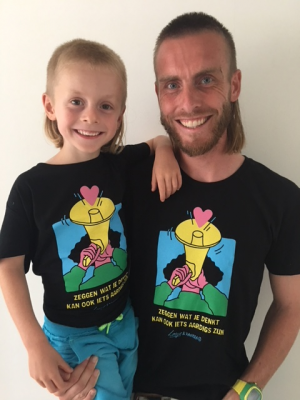 ZEGGEN WAT JE DENKT
KAN OOK IETS AARDIGS ZIJN
ZEGGEN WAT JE DENKT
KAN OOK IETS AARDIGS ZIJN